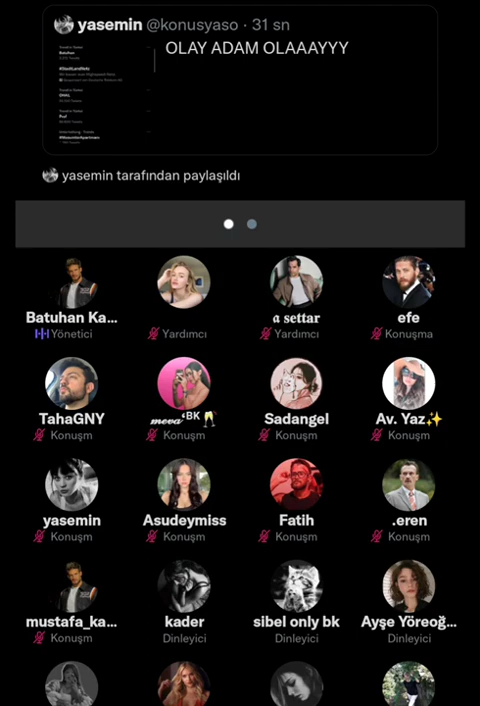 yasemin @konusyaso · 31 sn
OLAY ADAM OLAAAYYY
yasemin tarafından paylaşıldı
Batuhan Ka...
a settar
efe
Yönetici
Yardımcı
Yardımcı
Konuşma
TahaGNY
meva‘ᴮᴷ 🥂
Sadangel
Av. Yaz✨
Konuşm
Konuşm
Konuşm
Konuşm
yasemin
Asudeymiss
Fatih
.eren
Konuşm
Konuşm
Konuşm
Konuşm
mustafa_ka...
kader
sibel only bk
Ayşe Yöreoğ...
Konuşm
Dinleyici
Dinleyici
Dinleyici